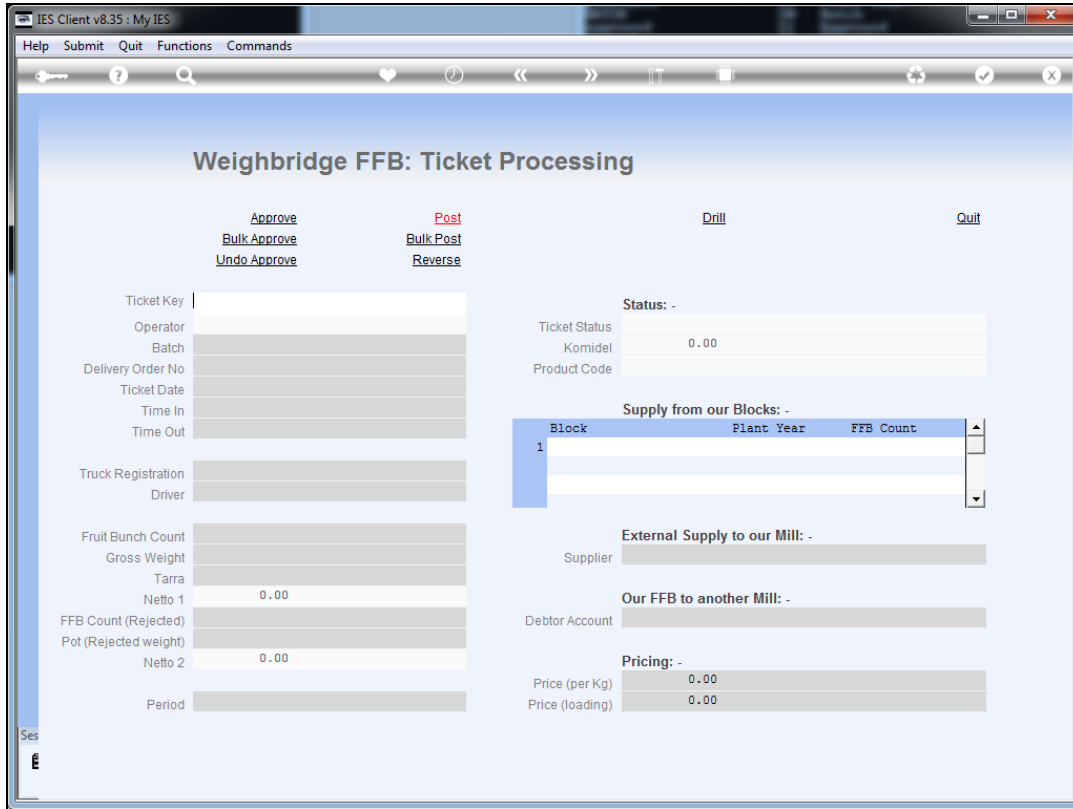 IES Client v8.35 : My IES
Help Submit Quit Functions Commands
Weighbridge FFB: Ticket Processing
Approve Post Drill Quit
Bulk Approve Bulk Post
Undo Approve Reverse
Ticket Key
Operator
Batch
Delivery Order No
Ticket Date
Time In
Time Out
Truck Registration
Driver
Fruit Bunch Count
Gross Weight
Tarra
Netto 1 0.00
FFB Count (Rejected)
Pot (Rejected weight)
Netto 2 0.00
Period
Status: -
Ticket Status
Komidel 0.00
Product Code
Supply from our Blocks: -
Block Plant Year FFB Count
1
External Supply to our Mill: -
Supplier
Our FFB to another Mill: -
Debtor Account
Pricing: -
Price (per Kg) 0.00
Price (loading) 0.00
Ses